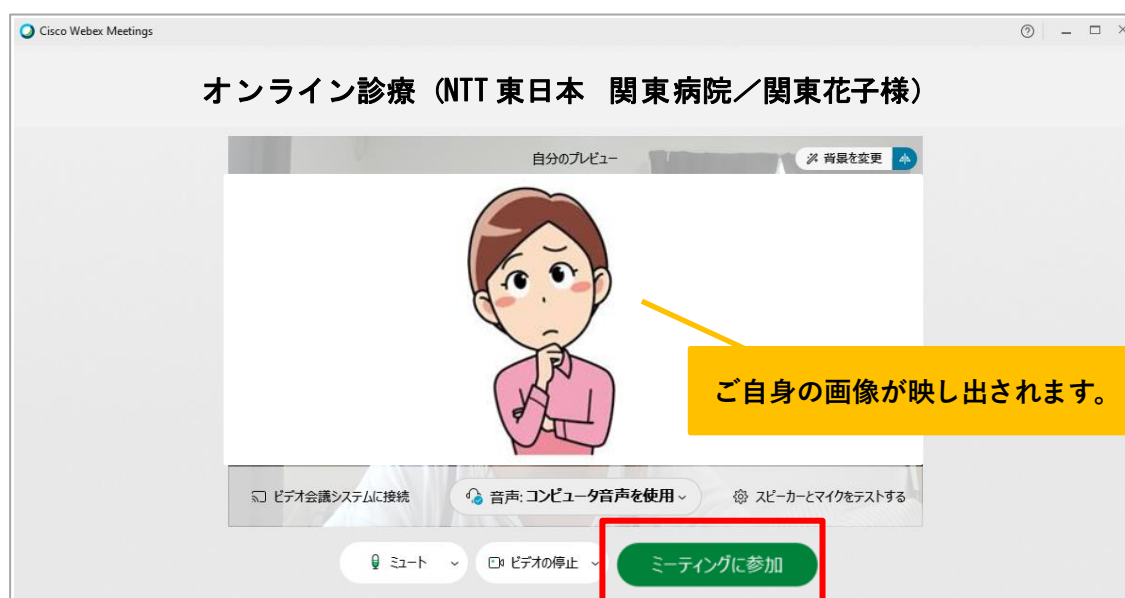 Cisco Webex Meetings
オンライン診療（NTT 東日本　関東病院／関東花子様）
自分のプレビュー
背景を変更
ご自身の画像が映し出されます。
ビデオ会議システムに接続
音声: コンピュータ音声を使用
スピーカーとマイクをテストする
ミュート
ビデオの停止
ミーティングに参加